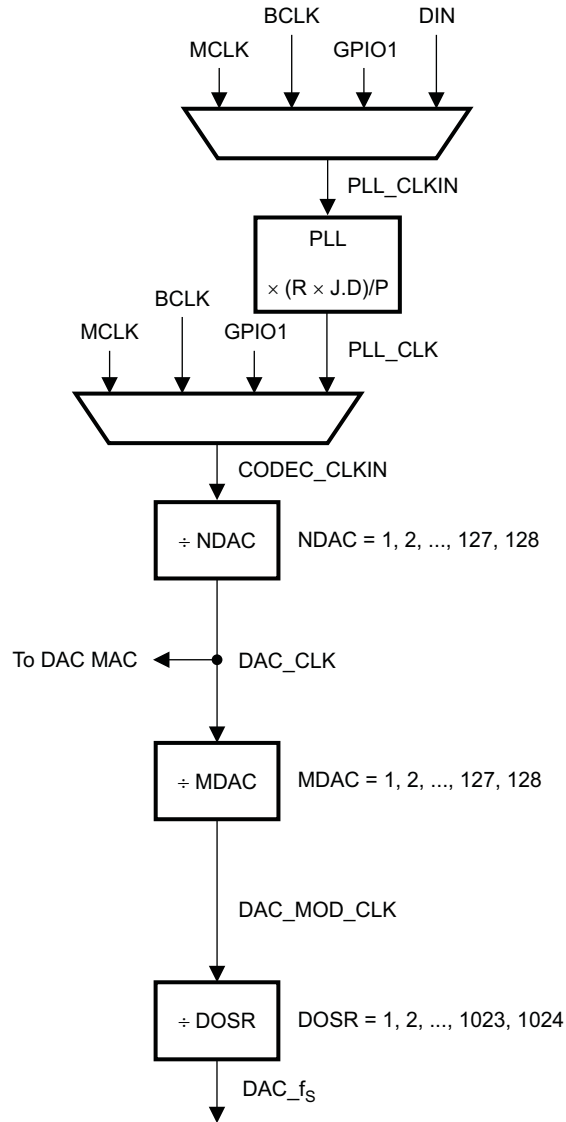 BCLK DIN
MCLK GPIO1
PLL_CLKIN
PLL
× (R × J.D)/P
BCLK
MCLK GPIO1
PLL_CLK
CODEC_CLKIN
÷ NDAC NDAC = 1, 2, ..., 127, 128
To DAC MAC DAC_CLK
÷ MDAC MDAC = 1, 2, ..., 127, 128
DAC_MOD_CLK
÷ DOSR DOSR = 1, 2, ..., 1023, 1024
DAC_fS